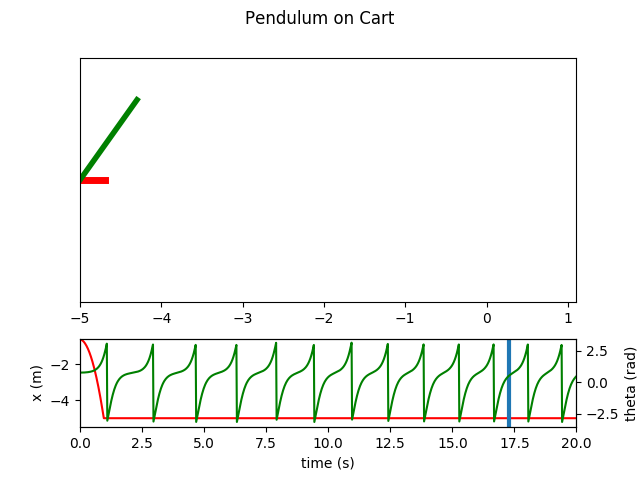 Pendulum on Cart
−5 −4 −3 −2 −1 0 1
−2
−4
x (m)
2.5
0.0
−2.5
theta (rad)
0.0 2.5 5.0 7.5 10.0 12.5 15.0 17.5 20.0
time (s)